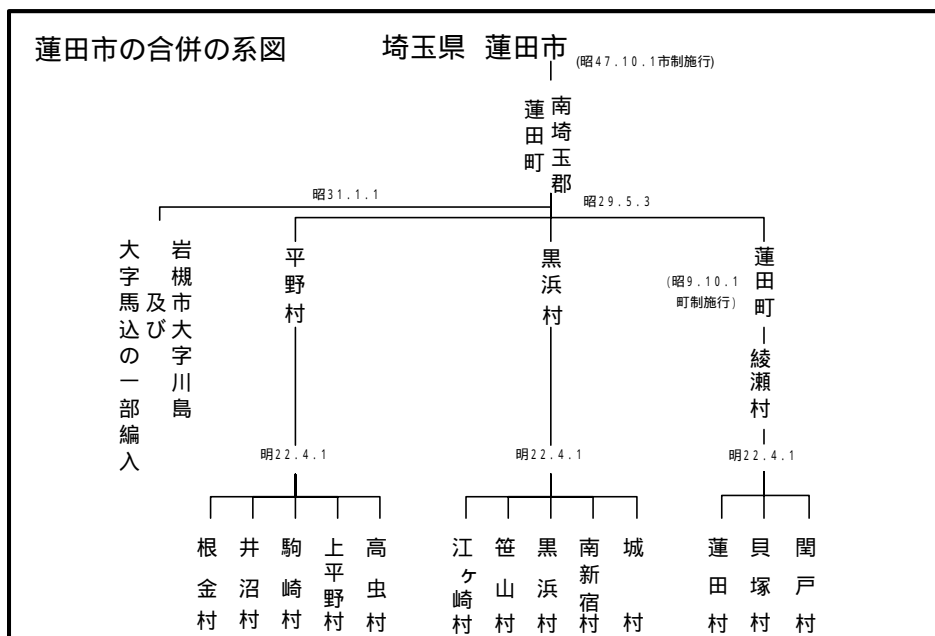 蓮田市の合併の系図
埼玉県 蓮田市
(昭47.10.1市制施行)
南埼玉郡
蓮田町
昭31.1.1
昭29.5.3
岩槻市大字川島
及び
大字馬込の一部編入
平野村
黒浜村
蓮田町
(昭9.10.1
町制施行)
綾瀬村
明22.4.1
明22.4.1
明22.4.1
根金村
井沼村
駒崎村
上平野村
高虫村
江ヶ崎村
笹山村
黒浜村
南新宿村
城村
蓮田村
貝塚村
閏戸村